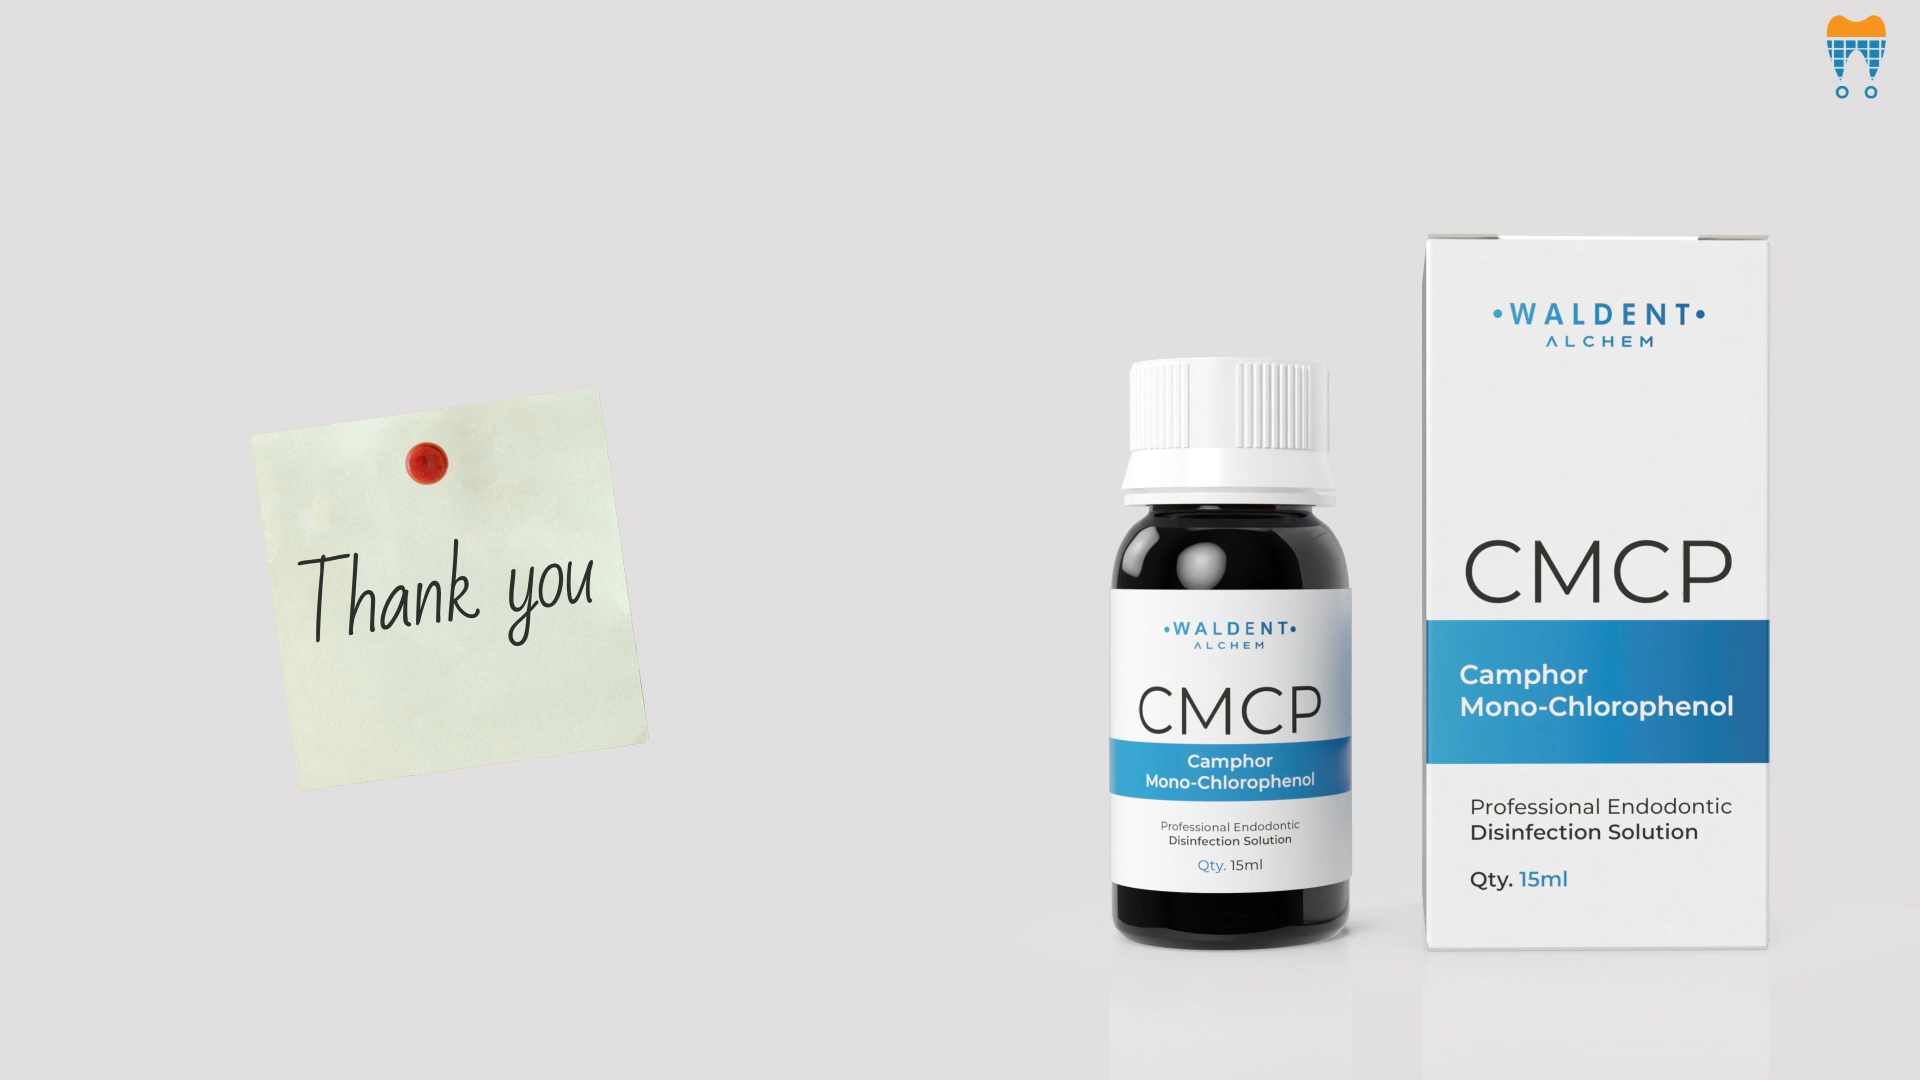 Thank you
•WALDENT•
ALCHEM
CMCP
Camphor
Mono-Chlorophenol
Professional Endodontic
Disinfection Solution
Qty. 15ml
•WALDENT•
ALCHEM
CMCP
Camphor
Mono-Chlorophenol
Professional Endodontic
Disinfection Solution
Qty. 15ml